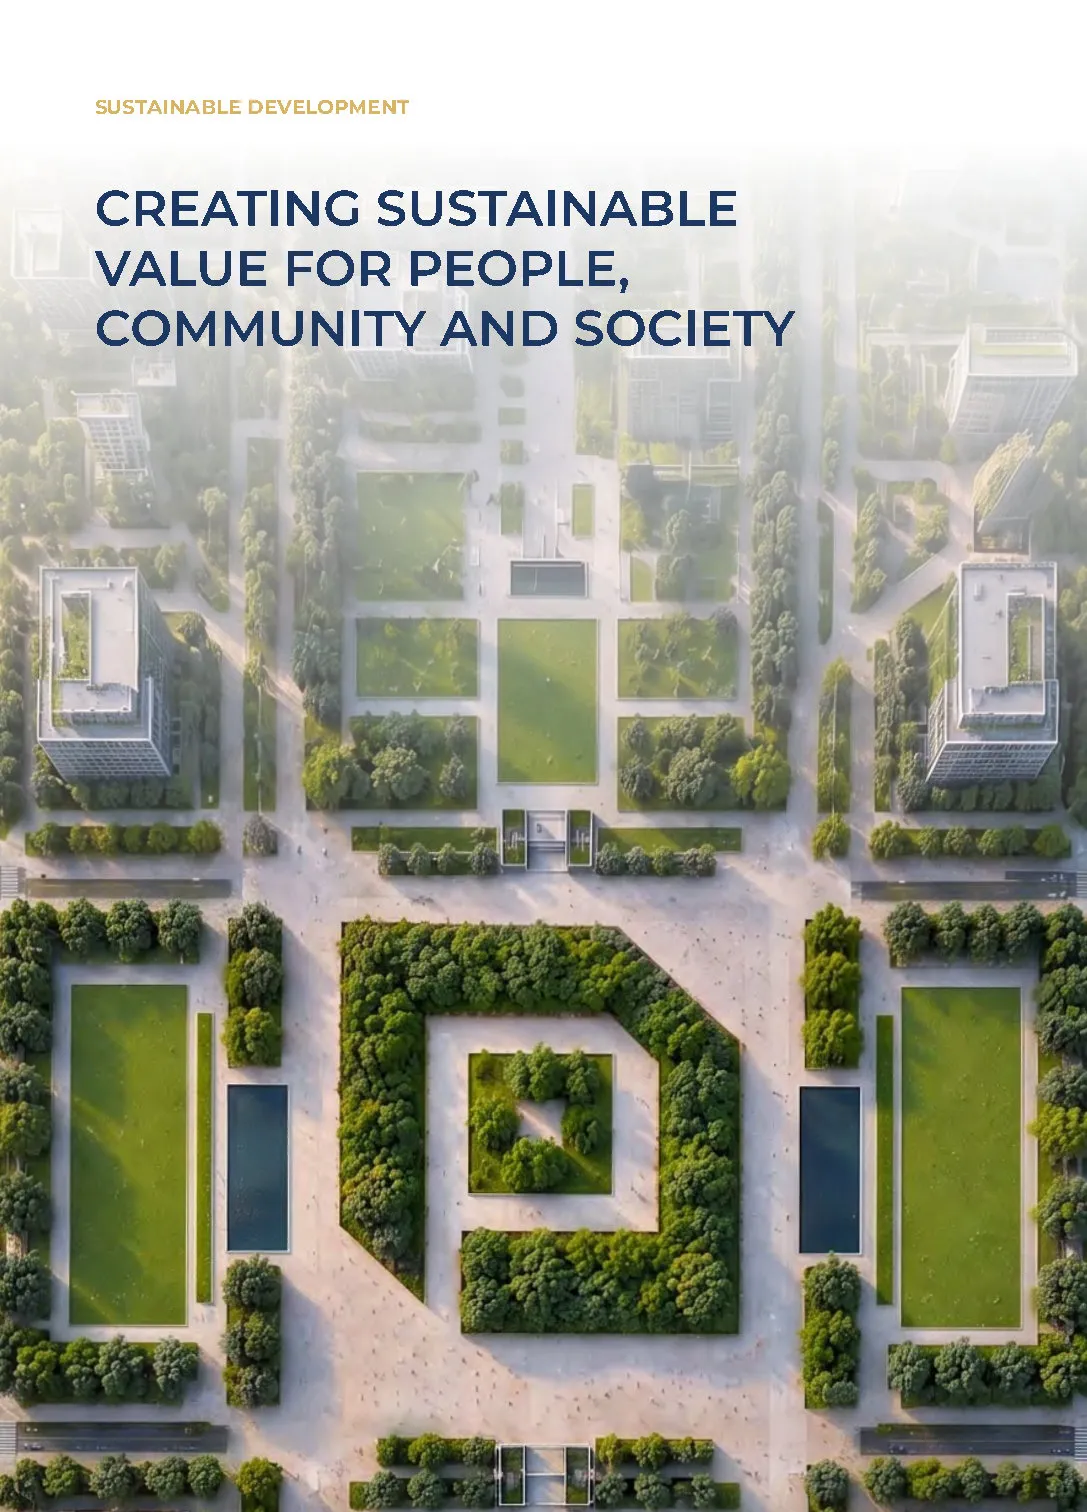 SUSTAINABLE DEVELOPMENT
CREATING SUSTAINABLE
VALUE FOR PEOPLE,
COMMUNITY AND SOCIETY